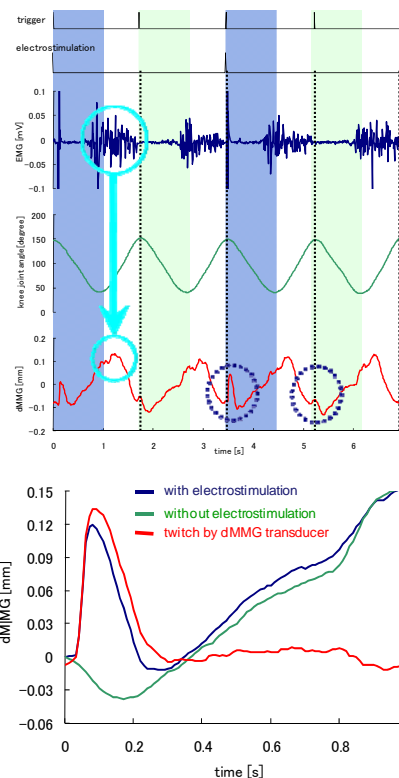 trigger
electrostimulation
0.1
0.05
0
-0.05
-0.1
EMG [mV]
200
150
100
50
0
knee joint angle[degree]
0.2
0.1
0
-0.1
-0.2
dMMG [mm]
0 1 2 3 4 5 6
time [s]
0.15
0.12
0.09
0.06
0.03
0
-0.03
-0.06
dM|MG [mm]
with electrostimulation
without electrostimulation
twitch by dMMG transducer
0 0.2 0.4 0.6 0.8
time [s]